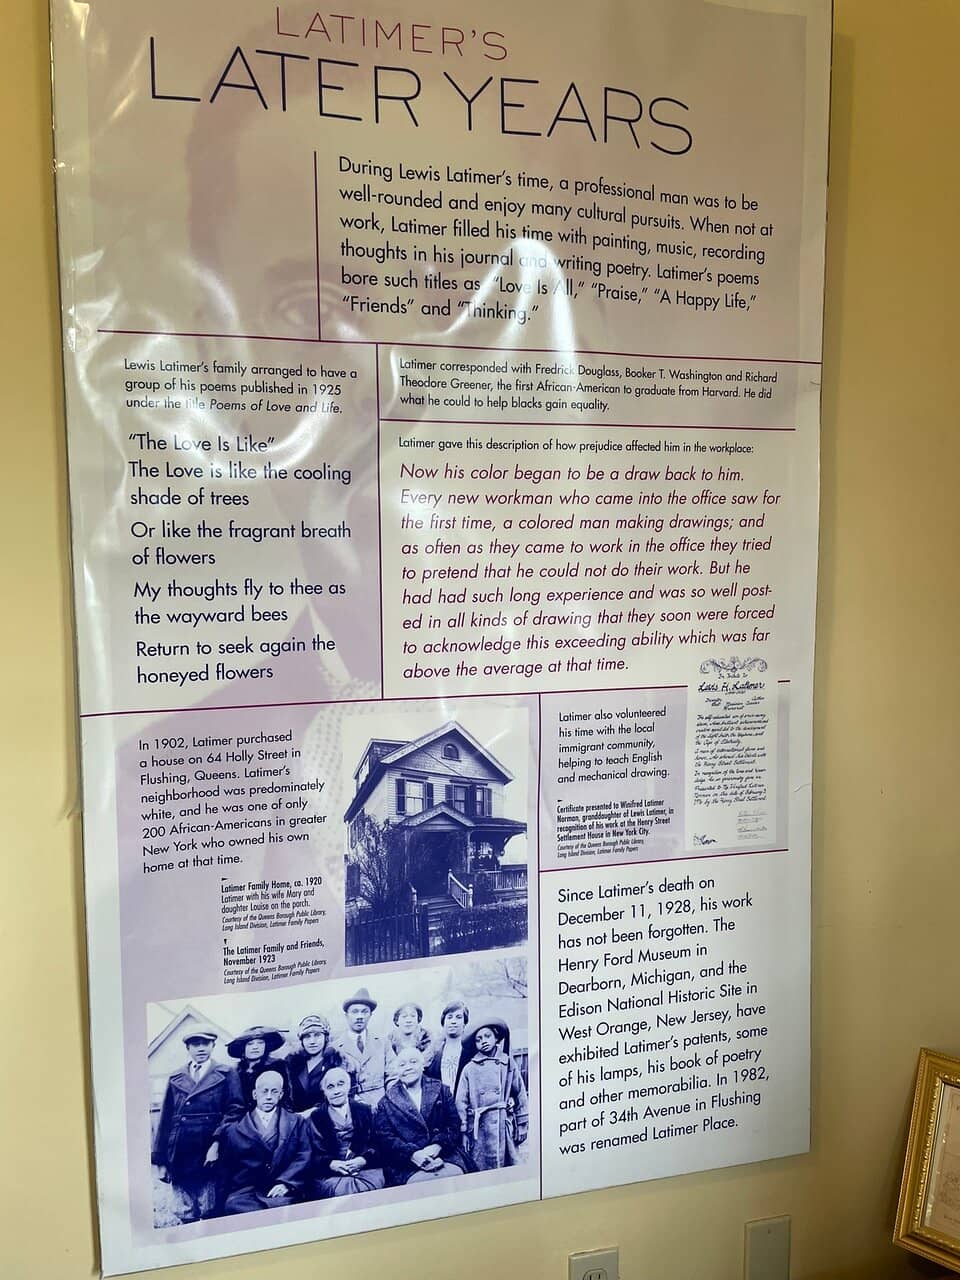 LATIMER'S
LATER YEARS
During Lewis Latimer's time, a professional man was to be
well-rounded and enjoy many cultural pursuits. When not at
work, Latimer filled his time with painting, music, recording
thoughts in his journal and writing poetry. Latimer's poems
bore such titles as "Love Is All," "Praise," "A Happy Life,"
"Friends" and "Thinking."
Lewis Latimer's family arranged to have a
group of his poems published in 1925
under the title Poems of Love and Life.
"The Love Is Like"
The Love is like the cooling
shade of trees
Or like the fragrant breath
of flowers
My thoughts fly to thee as
the wayward bees
Return to seek again the
honeyed flowers
Latimer corresponded with Fredrick Douglass, Booker T. Washington and Richard
Theodore Greener, the first African-American to graduate from Harvard. He did
what he could to help blacks gain equality.
Latimer gave this description of how prejudice affected him in the workplace:
Now his color began to be a draw back to him.
Every new workman who came into the office saw for
the first time, a colored man making drawings; and
as often as they came to work in the office they tried
to pretend that he could not do their work. But he
had had such long experience and was so well post-
ed in all kinds of drawing that they soon were forced
to acknowledge this exceeding ability which was far
above the average at that time.
In 1902, Latimer purchased
a house on 64 Holly Street in
Flushing, Queens. Latimer's
neighborhood was predominately
white, and he was one of only
200 African-Americans in greater
New York who owned his own
home at that time.
Latimer Family Home, ca. 1920
Latimer with his wife Mary and
daughter Louise on the porch.
Courtesy of the Queens Borough Public Library,
Long Island Division, Latimer Family Papers
The Latimer Family and Friends,
November 1923
Courtesy of the Queens Borough Public Library,
Long Island Division, Latimer Family Papers
Latimer also volunteered
his time with the local
immigrant community,
helping to teach English
and mechanical drawing.
Certificate presented to Winifred Latimer
Norman, granddaughter of Lewis Latimer, in
recognition of his work at the Henry Street
Settlement House in New York City.
Courtesy of the Queens Borough Public Library,
Long Island Division, Latimer Family Papers
In Tribute to
Lewis H. Latimer
Since Latimer's death on
December 11, 1928, his work
has not been forgotten. The
Henry Ford Museum in
Dearborn, Michigan, and the
Edison National Historic Site in
West Orange, New Jersey, have
exhibited Latimer's patents, some
of his lamps, his book of poetry
and other memorabilia. In 1982,
part of 34th Avenue in Flushing
was renamed Latimer Place.